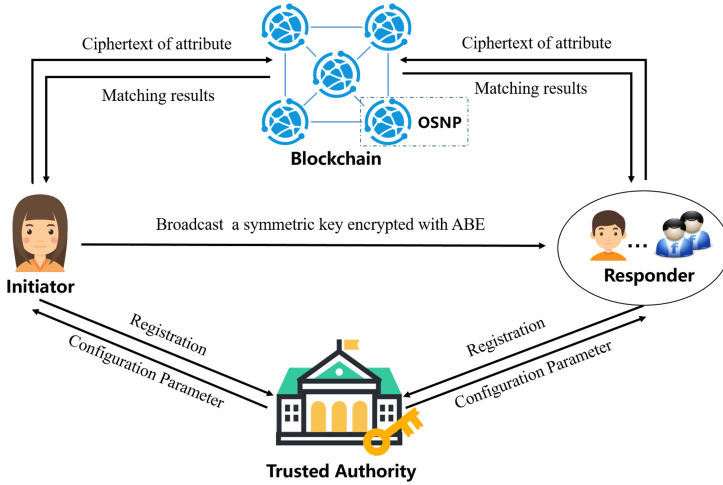 Ciphertext of attribute
Ciphertext of attribute
Matching results
Matching results
OSNP
Blockchain
Broadcast a symmetric key encrypted with ABE
...
Initiator
Responder
Registration
Registration
Configuration Parameter
Configuration Parameter
Trusted Authority